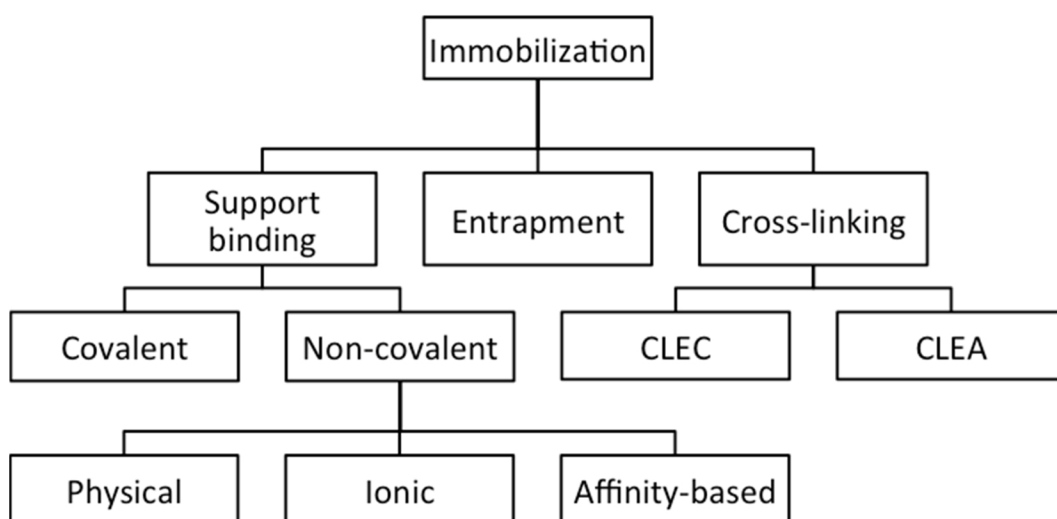 Immobilization
Support
binding
Entrapment
Cross-linking
Covalent
Non-covalent
CLEC
CLEA
Physical
Ionic
Affinity-based